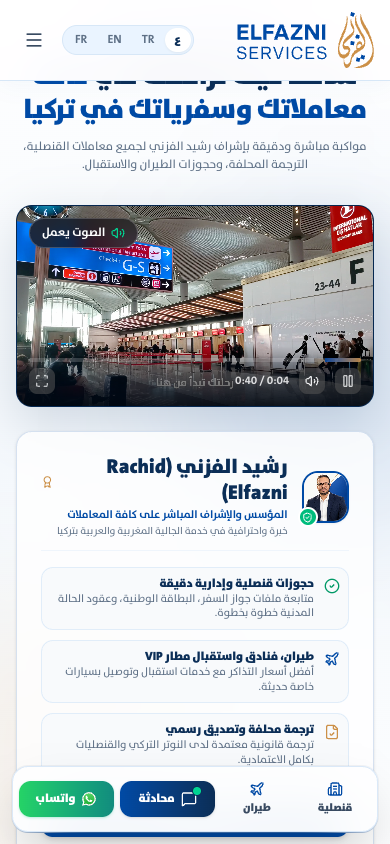 FR EN TR ع
ELFAZNI
SERVICES
معاملاتك وسفرياتك في تركيا
مواكبة مباشرة ودقيقة بإشراف رشيد الفزني لجميع معاملات القنصلية،
الترجمة المحلفة، وحجوزات الطيران والاستقبال.
الصوت يعمل
INTERNATIONAL
G-S
F
23-44
رحلتك تبدأ من هنا
0:40 / 0:04
رشيد الفزني (Rachid
Elfazni)
المؤسس والإشراف المباشر على كافة المعاملات
خبرة واحترافية في خدمة الجالية المغربية والعربية بتركيا
حجوزات قنصلية وإدارية دقيقة
متابعة ملفات جواز السفر، البطاقة الوطنية، وعقود الحالة
المدنية خطوة بخطوة.
طيران، فنادق واستقبال مطار VIP
أفضل أسعار التذاكر مع خدمات استقبال وتوصيل بسيارات
خاصة حديثة.
ترجمة محلفة وتصديق رسمي
ترجمة قانونية معتمدة لدى النوتر التركي والقنصليات
بكامل الاعتمادية.
قنصلية
طيران
محادثة
واتساب